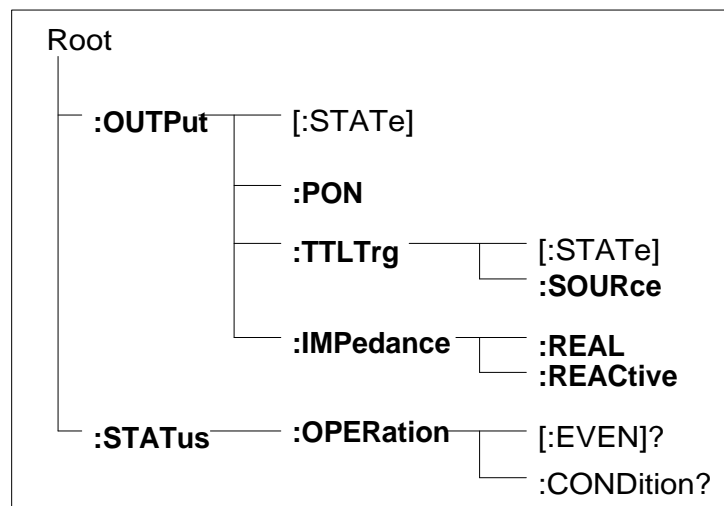 Root
:OUTPut [:STATe]
:PON
:TTLTrg [:STATe]
:SOURce
:IMPedance :REAL
:REACtive
:STATus :OPERation [:EVEN]?
:CONDition?